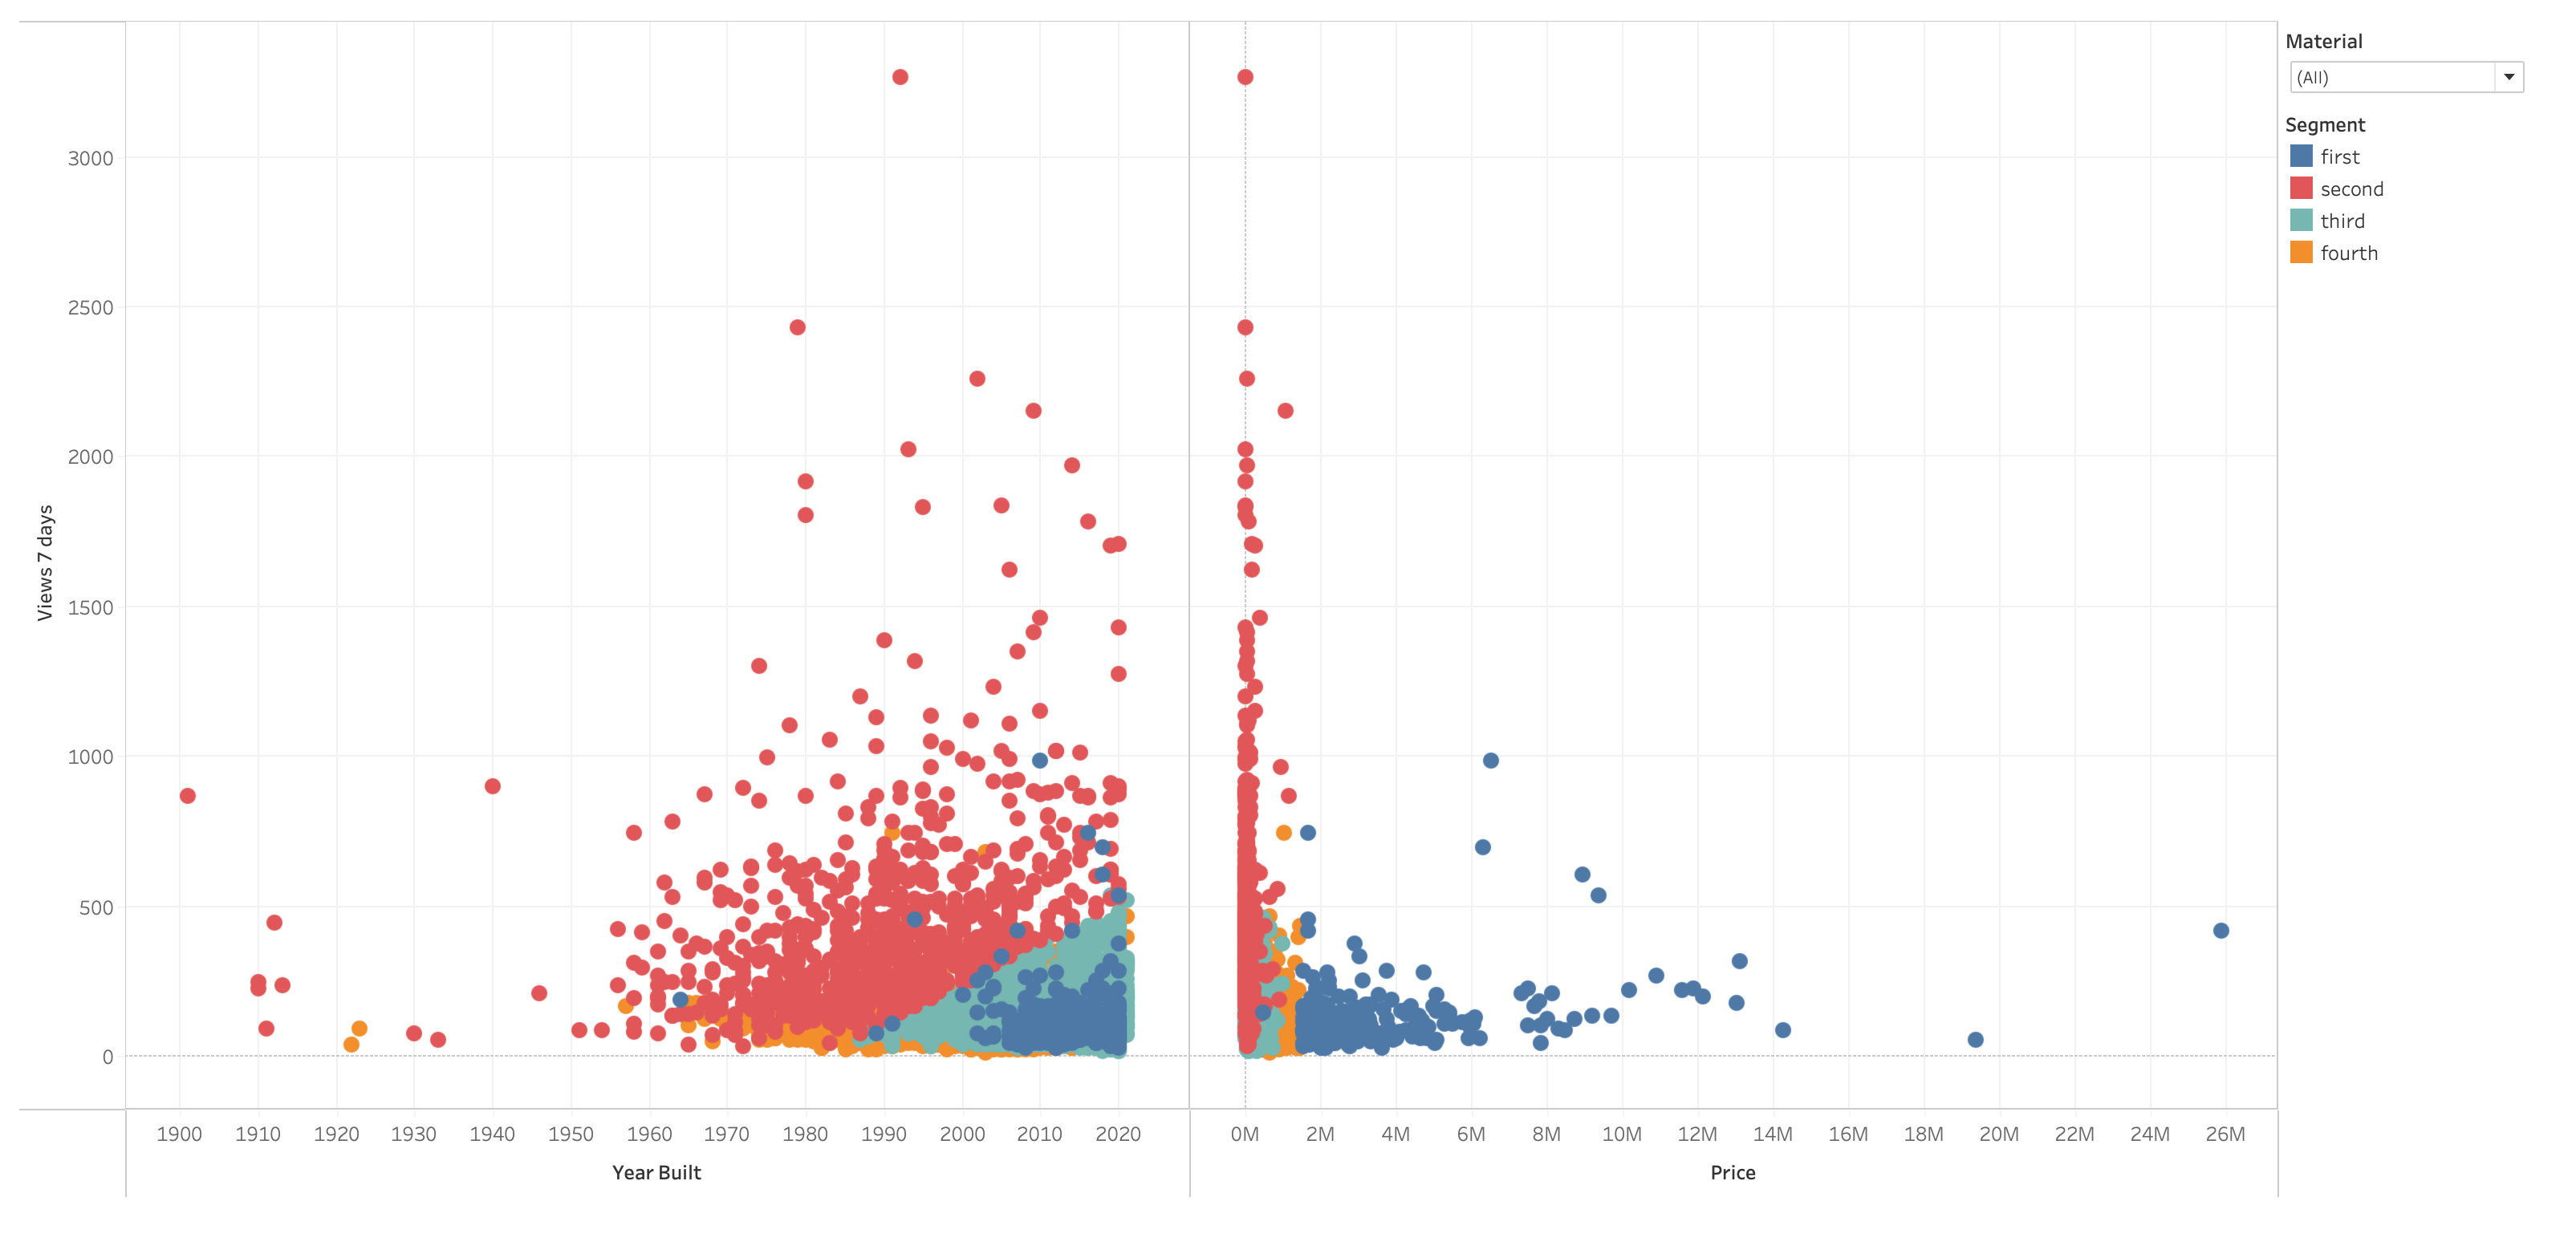 Material
(All)
Segment
first
second
third
fourth
Views 7 days
3000
2500
2000
1500
1000
500
0
1900 1910 1920 1930 1940 1950 1960 1970 1980 1990 2000 2010 2020
Year Built
0M 2M 4M 6M 8M 10M 12M 14M 16M 18M 20M 22M 24M 26M
Price